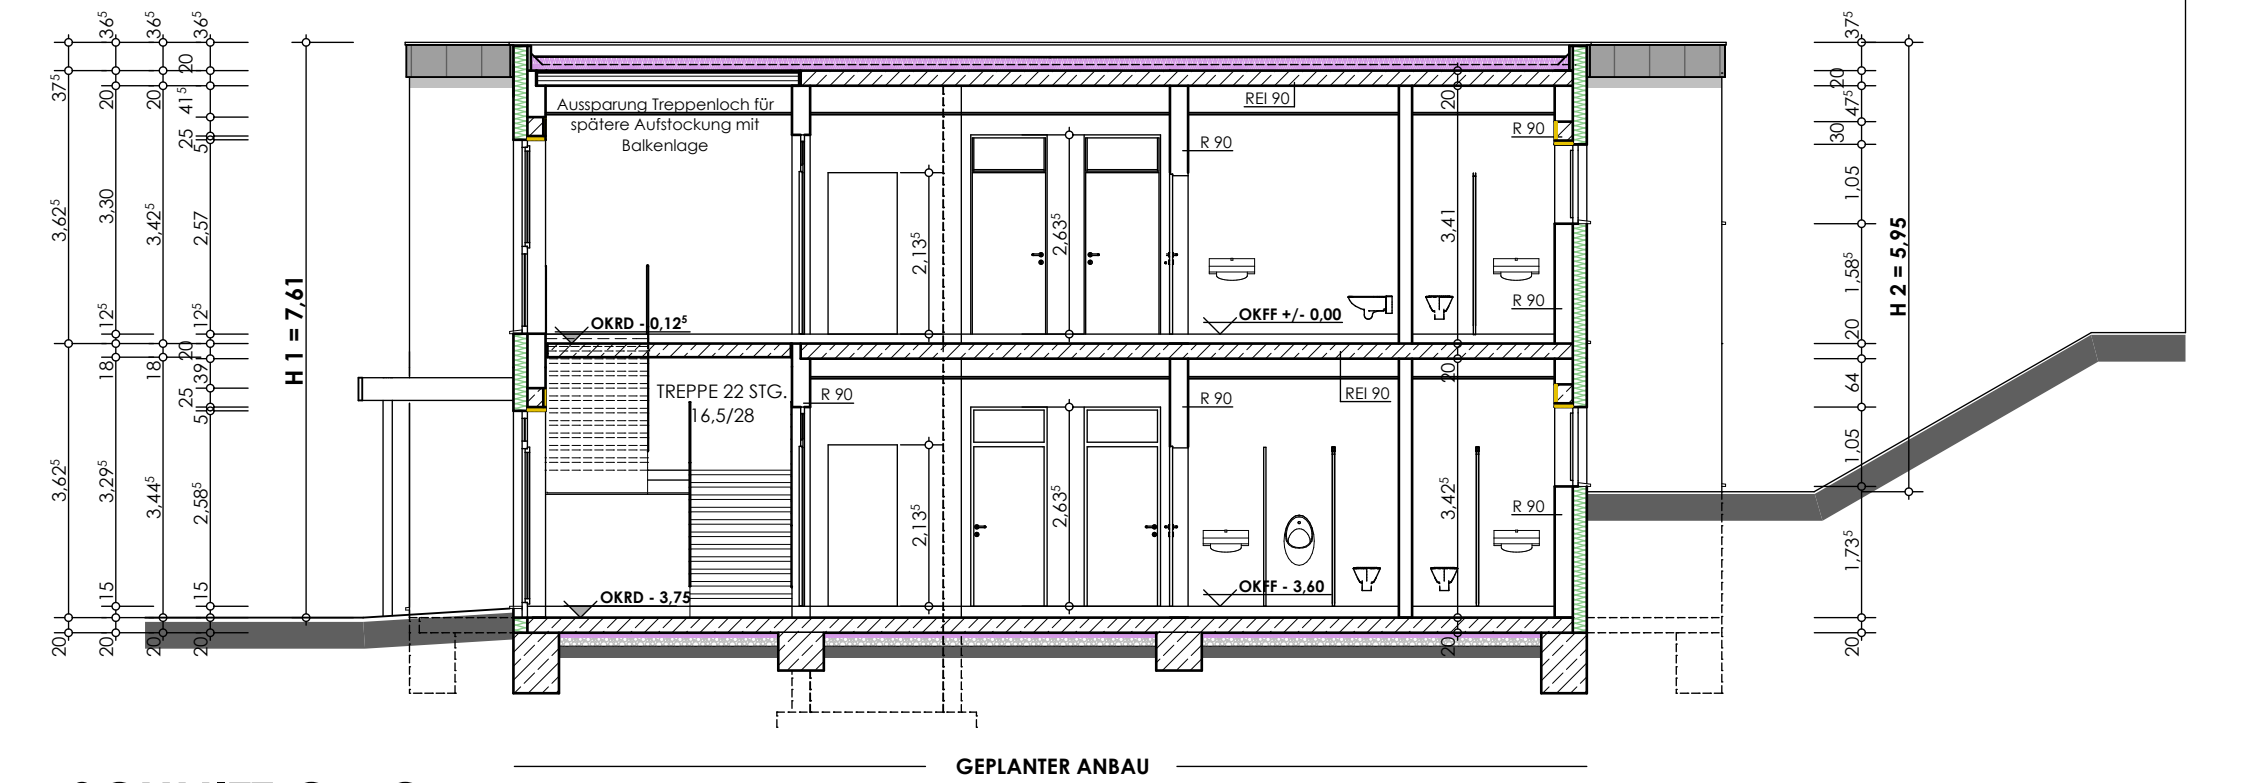 36⁵ 36⁵ 36⁵
20
37⁵ 20 20 41⁵
25
5
3,62⁵ 3,30 3,42⁵ 2,57
H 1 = 7,61
12⁵ 12⁵
20
18 18 39
25
5
3,62⁵ 3,29⁵ 3,44⁵ 2,58⁵
15 15
20 20 20 20
Aussparung Treppenloch für
spätere Aufstockung mit
Balkenlage
REI 90
20
R 90
R 90
2,13⁵
2,63⁵
3,41
R 90
OKRD - 0,12⁵
OKFF +/- 0,00
TREPPE 22 STG.
16,5/28
R 90
R 90
REI 90
20
2,13⁵
2,63⁵
3,42⁵
R 90
OKRD - 3,75
OKFF - 3,60
20
37⁵
20
47⁵
30
1,05
1,58⁵
H 2 = 5,95
20
64
1,05
1,73⁵
20
GEPLANTER ANBAU